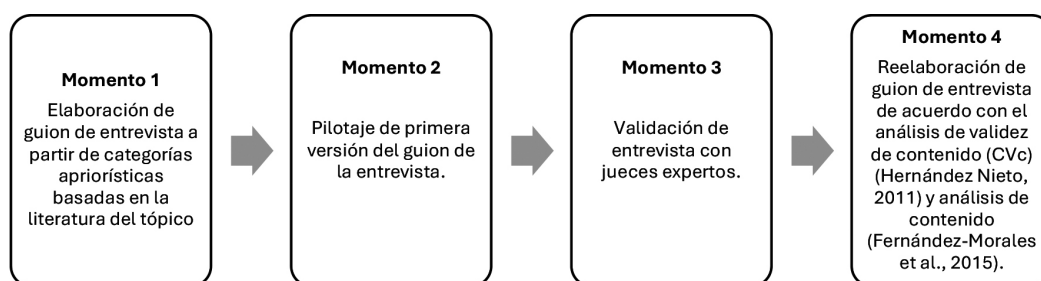 Momento 1
Elaboración de
guion de entrevista a
partir de categorías
apriorísticas
basadas en la
literatura del tópico
Momento 2
Pilotaje de primera
versión del guion de
la entrevista.
Momento 3
Validación de
entrevista con
jueces expertos.
Momento 4
Reelaboración de
guion de entrevista
de acuerdo con el
análisis de validez
de contenido (CVc)
(Hernández Nieto,
2011) y análisis de
contenido
(Fernández-Morales
et al., 2015).